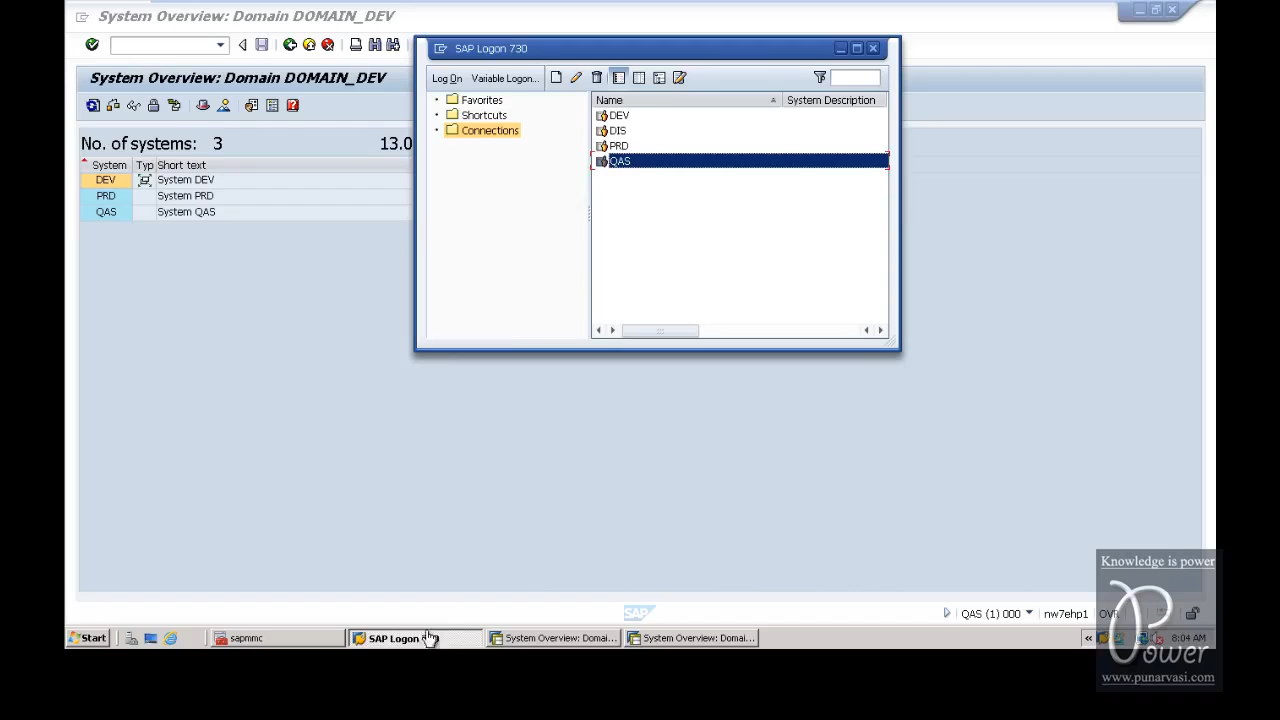 System Overview: Domain DOMAIN_DEV
SAP Logon 730
System Overview: Domain DOMAIN_DEV
Log On Variable Logon...
Favorites
Shortcuts
Connections
Name System Description
DEV
DIS
PRD
QAS
No. of systems: 3 13.0
System Typ Short text
DEV System DEV
PRD System PRD
QAS System QAS
SAP
QAS (1) 000 nw7ehp1 OVR
Start sapmmc SAP Logon System Overview: Domai... System Overview: Domai... « 8:04 AM
Knowledge is power
Power
www.punarvasi.com